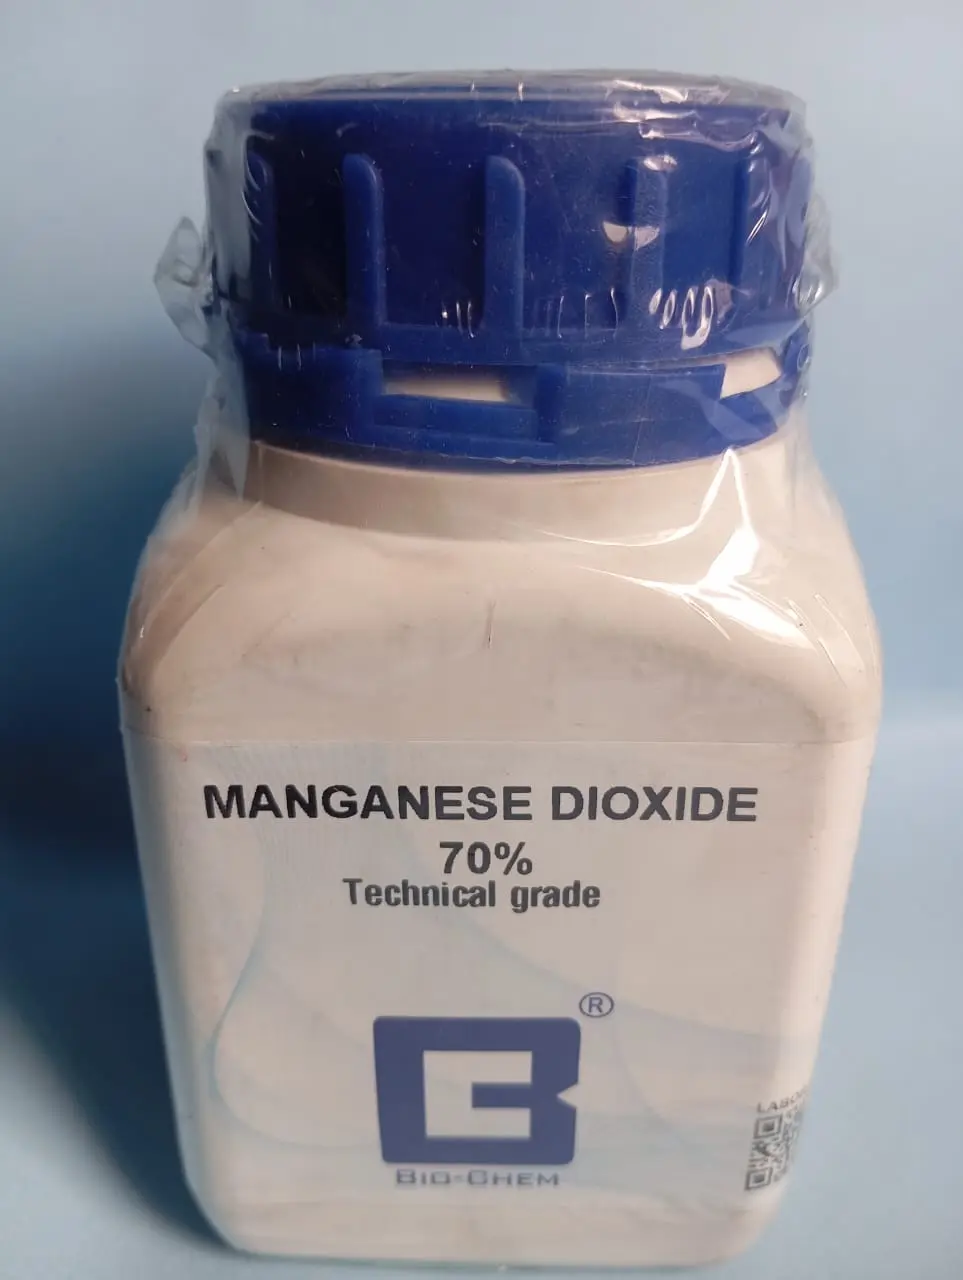 MANGANESE DIOXIDE
70%
Technical grade
®
BIO-CHEM